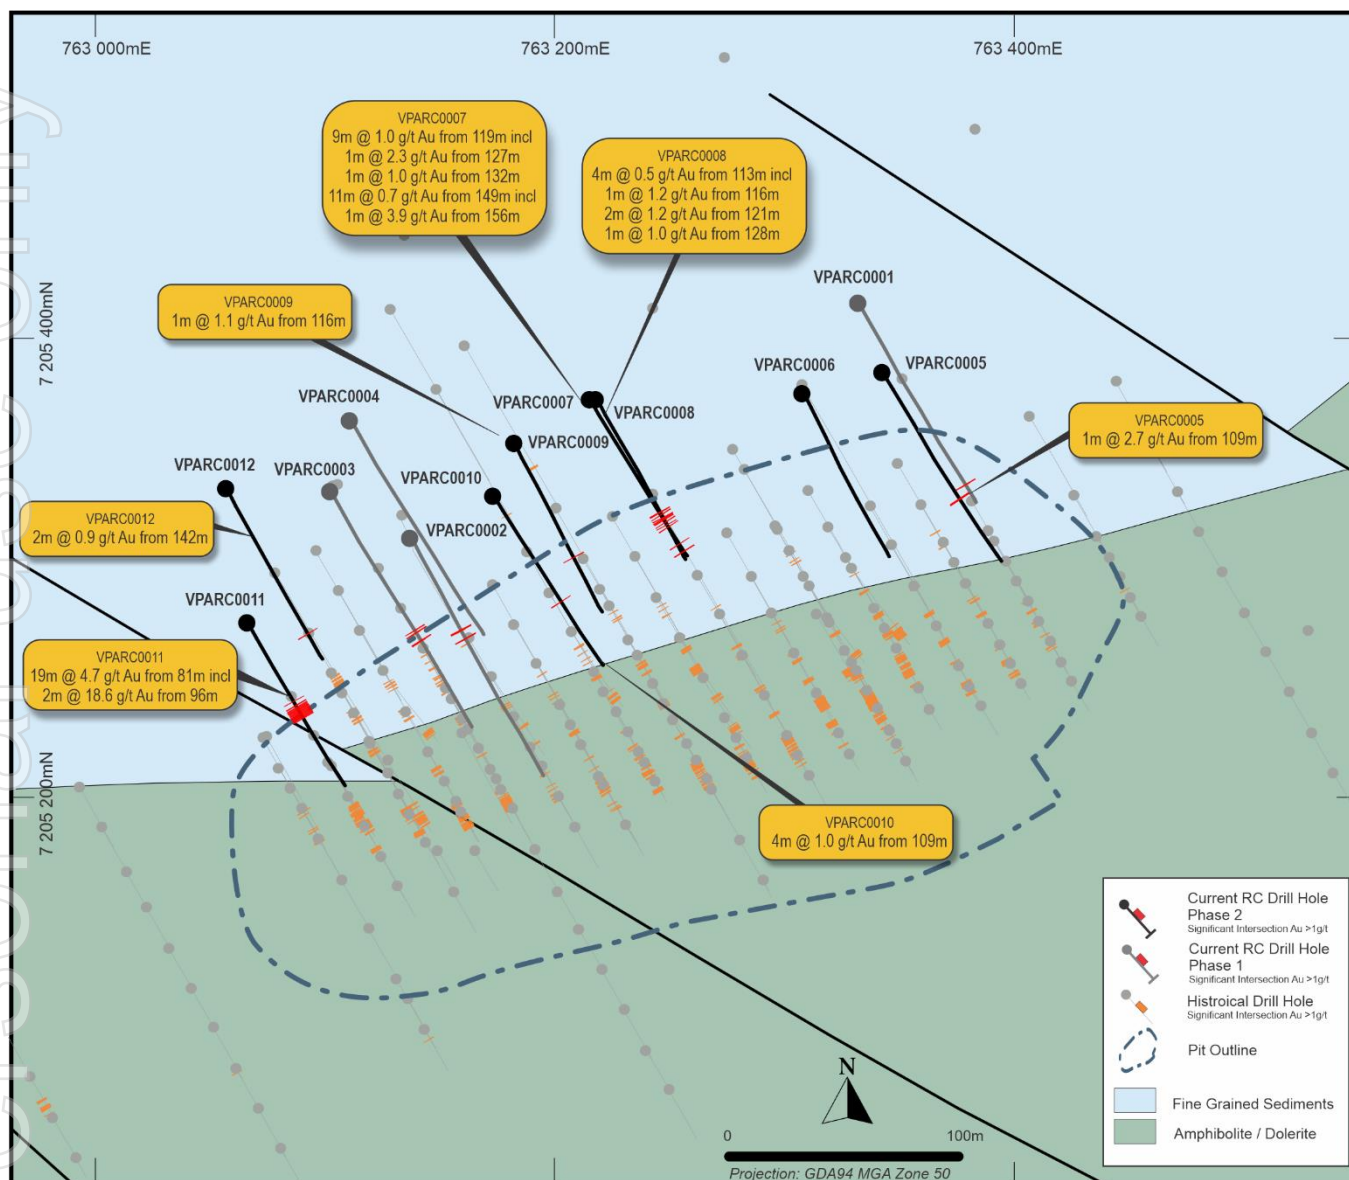 763 000mE
763 200mE
763 400mE
7 205 400mN
7 205 200mN
VPARC0007
9m @ 1.0 g/t Au from 119m incl
1m @ 2.3 g/t Au from 127m
1m @ 1.0 g/t Au from 132m
11m @ 0.7 g/t Au from 149m incl
1m @ 3.9 g/t Au from 156m
VPARC0008
4m @ 0.5 g/t Au from 113m incl
1m @ 1.2 g/t Au from 116m
2m @ 1.2 g/t Au from 121m
1m @ 1.0 g/t Au from 128m
VPARC0009
1m @ 1.1 g/t Au from 116m
VPARC0001
VPARC0006
VPARC0005
VPARC0004
VPARC0007
VPARC0008
VPARC0009
VPARC0005
1m @ 2.7 g/t Au from 109m
VPARC0012
VPARC0003
VPARC0010
VPARC0002
VPARC0012
2m @ 0.9 g/t Au from 142m
VPARC0011
VPARC0011
19m @ 4.7 g/t Au from 81m incl
2m @ 18.6 g/t Au from 96m
VPARC0010
4m @ 1.0 g/t Au from 109m
Current RC Drill Hole
Phase 2
Significant Intersection Au >1g/t
Current RC Drill Hole
Phase 1
Significant Intersection Au >1g/t
Histroical Drill Hole
Significant Intersection Au >1g/t
Pit Outline
Fine Grained Sediments
Amphibolite / Dolerite
N
0
100m
Projection: GDA94 MGA Zone 50